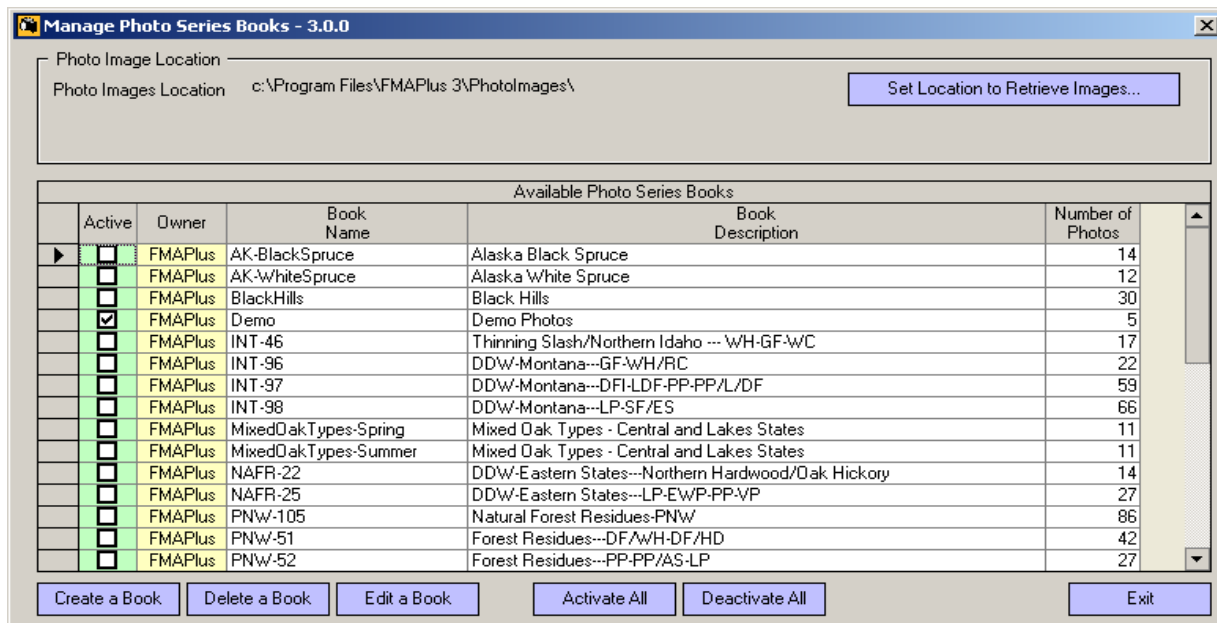 Manage Photo Series Books - 3.0.0
Photo Image Location
Photo Images Location c:\Program Files\FMAPlus 3\PhotoImages\ Set Location to Retrieve Images...
Available Photo Series Books
Active Owner Book Name Book Description Number of Photos
FMAPlus AK-BlackSpruce Alaska Black Spruce 14
FMAPlus AK-WhiteSpruce Alaska White Spruce 12
FMAPlus BlackHills Black Hills 30
FMAPlus Demo Demo Photos 5
FMAPlus INT-46 Thinning Slash/Northern Idaho --- WH-GF-WC 17
FMAPlus INT-96 DDW-Montana---GF-WH/RC 22
FMAPlus INT-97 DDW-Montana---DFI-LDF-PP-PP/L/DF 59
FMAPlus INT-98 DDW-Montana---LP-SF/ES 66
FMAPlus MixedOakTypes-Spring Mixed Oak Types - Central and Lakes States 11
FMAPlus MixedOakTypes-Summer Mixed Oak Types - Central and Lakes States 11
FMAPlus NAFR-22 DDW-Eastern States---Northern Hardwood/Oak Hickory 14
FMAPlus NAFR-25 DDW-Eastern States---LP-EWP-PP-VP 27
FMAPlus PNW-105 Natural Forest Residues-PNW 86
FMAPlus PNW-51 Forest Residues---DF/WH-DF/HD 42
FMAPlus PNW-52 Forest Residues---PP-PP/AS-LP 27
Create a Book Delete a Book Edit a Book Activate All Deactivate All Exit